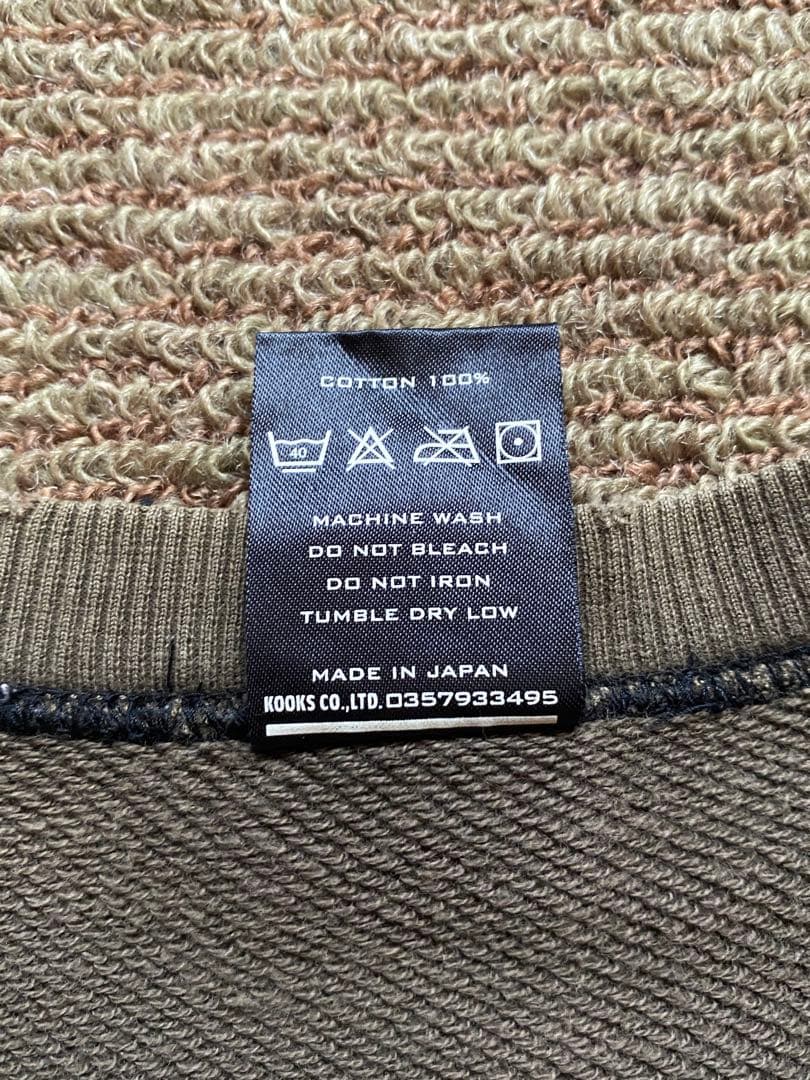 COTTON 100%
40
MACHINE WASH
DO NOT BLEACH
DO NOT IRON
TUMBLE DRY LOW
MADE IN JAPAN
KOOKS CO.,LTD. 0357933495